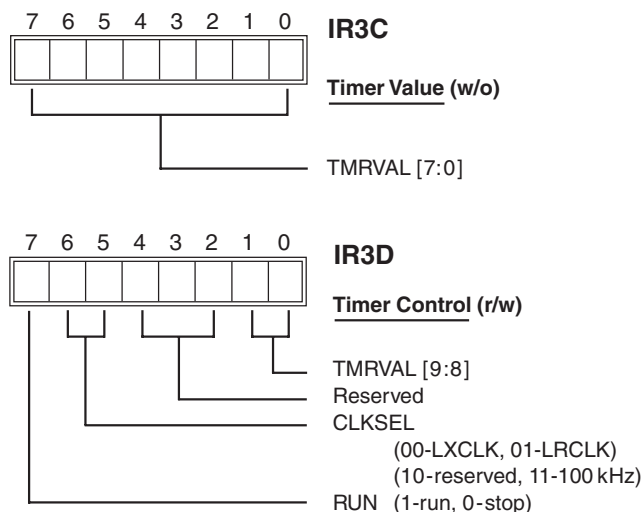 7 6 5 4 3 2 1 0
IR3C
Timer Value (w/o)
TMRVAL [7:0]
7 6 5 4 3 2 1 0
IR3D
Timer Control (r/w)
TMRVAL [9:8]
Reserved
CLKSEL
(00-LXCLK, 01-LRCLK)
(10-reserved, 11-100 kHz)
RUN (1-run, 0-stop)